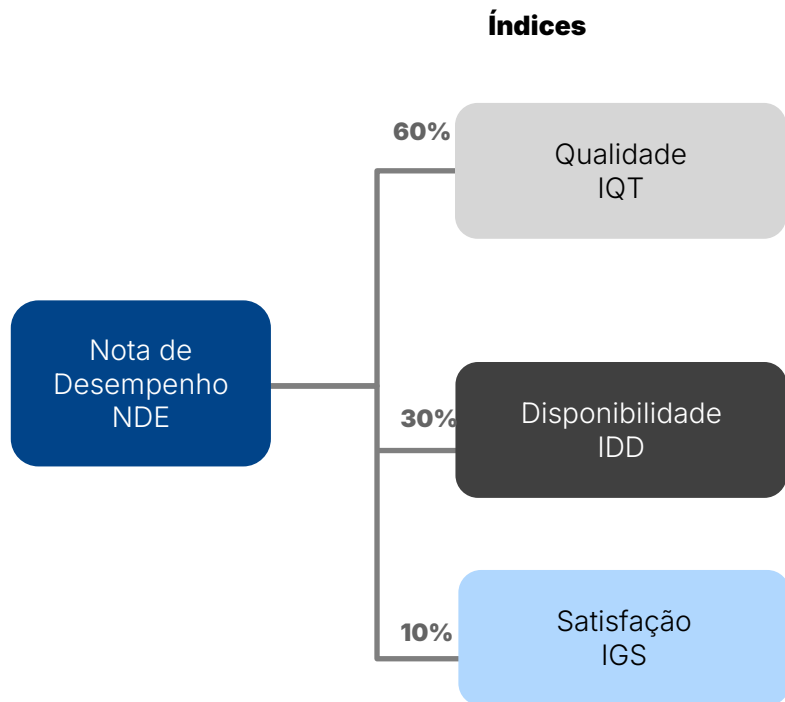 Índices
60%
Qualidade
IQT
Nota de
Desempenho
NDE
30%
Disponibilidade
IDD
10%
Satisfação
IGS